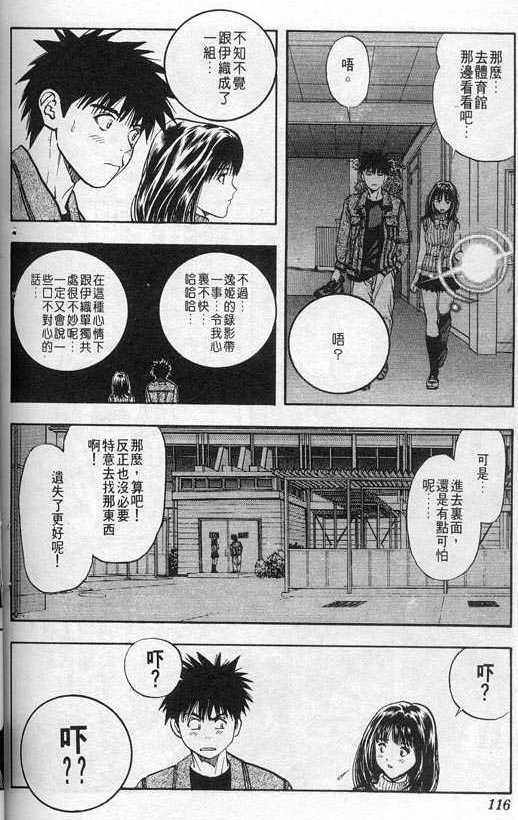 那麼…
去體育館
那邊看看吧…
唔。
唔？
不知不覺
跟伊織成了
一組…
不過…
逸姬的錄影帶
一事…令我心
裏不快…
哈哈哈…
在這種心情下
跟伊織單獨共
處很不妙呢…
一定又會說一
些口不對心的
話…
可是…
進去裏面，
還是有點可怕
呢…
那麼，算吧！
反正也沒必要
特意去找那東西
啊！
遺失了更好呢！
吓？
吓？
吓？？
116